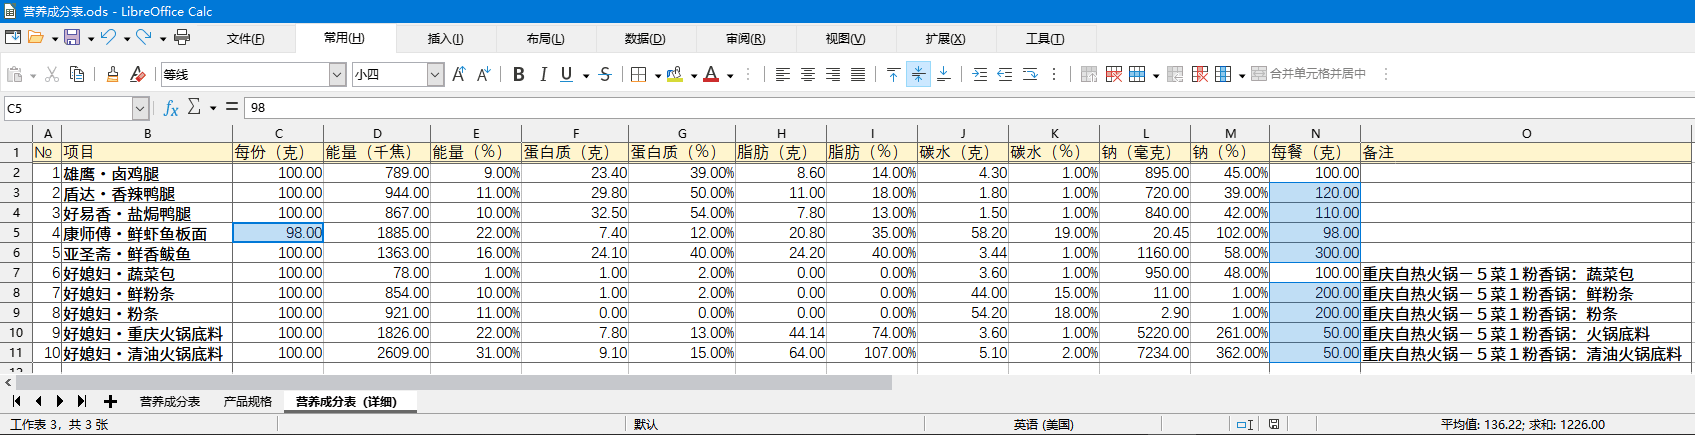 营养成分表.ods - LibreOffice Calc
文件(F) 常用(H) 插入(I) 布局(L) 数据(D) 审阅(R) 视图(V) 扩展(X) 工具(T)
等线 小四 B I U S A 合并单元格并居中
C5 fx Σ = 98
A B C D E F G H I J K L M N O
1 № 项目 每份（克） 能量（千焦） 能量（%） 蛋白质（克） 蛋白质（%） 脂肪（克） 脂肪（%） 碳水（克） 碳水（%） 钠（毫克） 钠（%） 每餐（克） 备注
2 1 雄鹰·卤鸡腿 100.00 789.00 9.00% 23.40 39.00% 8.60 14.00% 4.30 1.00% 895.00 45.00% 100.00
3 2 盾达·香辣鸭腿 100.00 944.00 11.00% 29.80 50.00% 11.00 18.00% 1.80 1.00% 720.00 39.00% 120.00
4 3 好易香·盐焗鸭腿 100.00 867.00 10.00% 32.50 54.00% 7.80 13.00% 1.50 1.00% 840.00 42.00% 110.00
5 4 康师傅·鲜虾鱼板面 98.00 1885.00 22.00% 7.40 12.00% 20.80 35.00% 58.20 19.00% 20.45 102.00% 98.00
6 5 亚圣斋·鲜香鲅鱼 100.00 1363.00 16.00% 24.10 40.00% 24.20 40.00% 3.44 1.00% 1160.00 58.00% 300.00
7 6 好媳妇·蔬菜包 100.00 78.00 1.00% 1.00 2.00% 0.00 0.00% 3.60 1.00% 950.00 48.00% 100.00 重庆自热火锅－５菜１粉香锅：蔬菜包
8 7 好媳妇·鲜粉条 100.00 854.00 10.00% 1.00 2.00% 0.00 0.00% 44.00 15.00% 11.00 1.00% 200.00 重庆自热火锅－５菜１粉香锅：鲜粉条
9 8 好媳妇·粉条 100.00 921.00 11.00% 0.00 0.00% 0.00 0.00% 54.20 18.00% 2.90 1.00% 200.00 重庆自热火锅－５菜１粉香锅：粉条
10 9 好媳妇·重庆火锅底料 100.00 1826.00 22.00% 7.80 13.00% 44.14 74.00% 3.60 1.00% 5220.00 261.00% 50.00 重庆自热火锅－５菜１粉香锅：火锅底料
11 10 好媳妇·清油火锅底料 100.00 2609.00 31.00% 9.10 15.00% 64.00 107.00% 5.10 2.00% 7234.00 362.00% 50.00 重庆自热火锅－５菜１粉香锅：清油火锅底料
营养成分表 产品规格 营养成分表（详细）
工作表 3，共 3 张 默认 英语 (美国) 平均值: 136.22; 求和: 1226.00